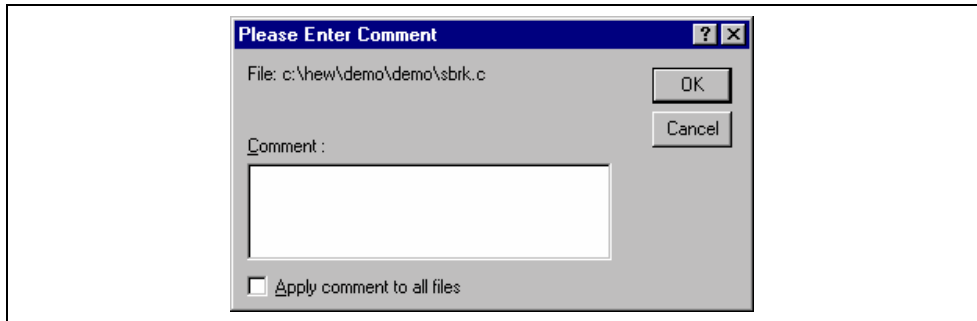 Please Enter Comment
File: c:\hew\demo\demo\sbrk.c
OK
Cancel
Comment :
Apply comment to all files